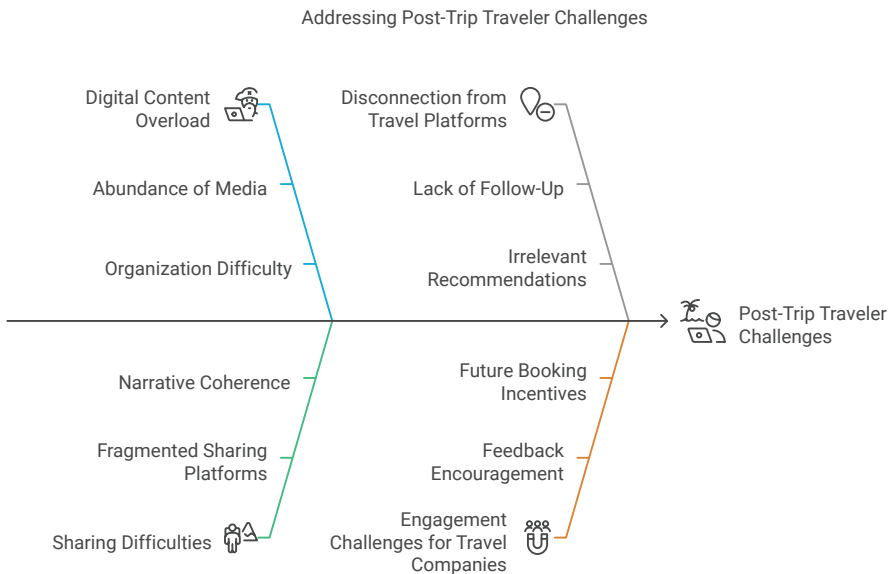 Addressing Post-Trip Traveler Challenges
Digital Content
Overload
Abundance of Media
Organization Difficulty
Disconnection from
Travel Platforms
Lack of Follow-Up
Irrelevant
Recommendations
Post-Trip Traveler
Challenges
Narrative Coherence
Fragmented Sharing
Platforms
Sharing Difficulties
Future Booking
Incentives
Feedback
Encouragement
Engagement
Challenges for Travel
Companies